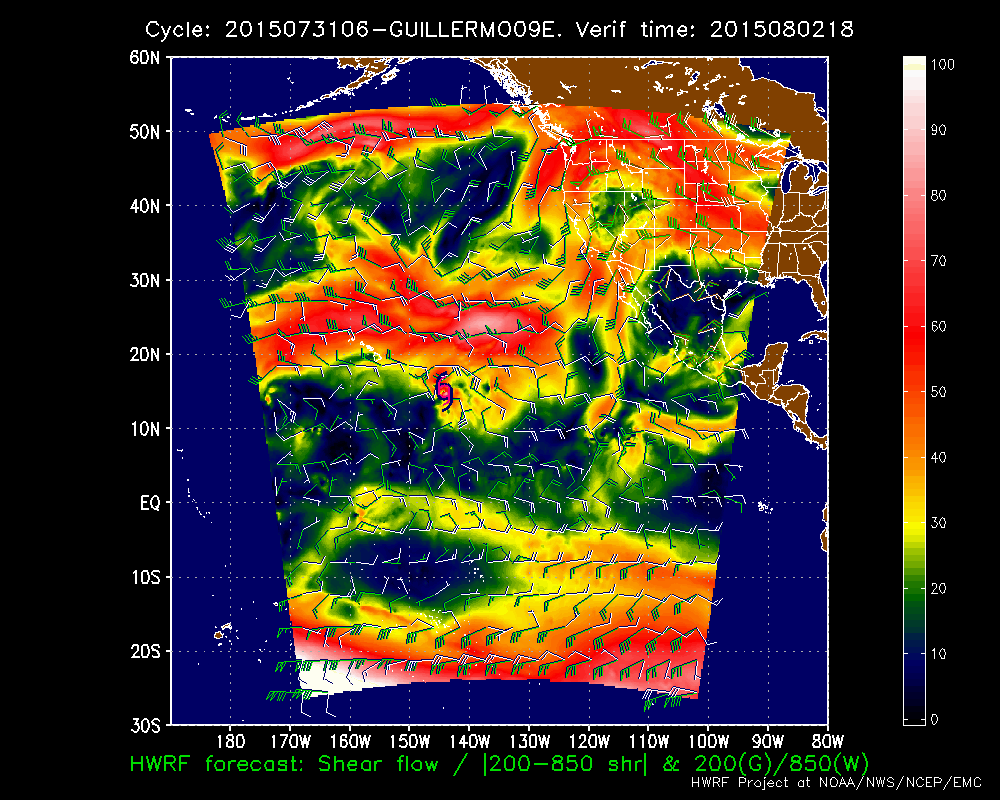 Cycle: 2015073106-GUILLERMO09E. Verif time: 2015080218
60N
50N
40N
30N
20N
10N
EQ
10S
20S
30S
180 170W 160W 150W 140W 130W 120W 110W 100W 90W 80W
100
90
80
70
60
50
40
30
20
10
0
HWRF forecast: Shear flow / |200-850 shr| & 200(G)/850(W)
HWRF Project at NOAA/NWS/NCEP/EMC